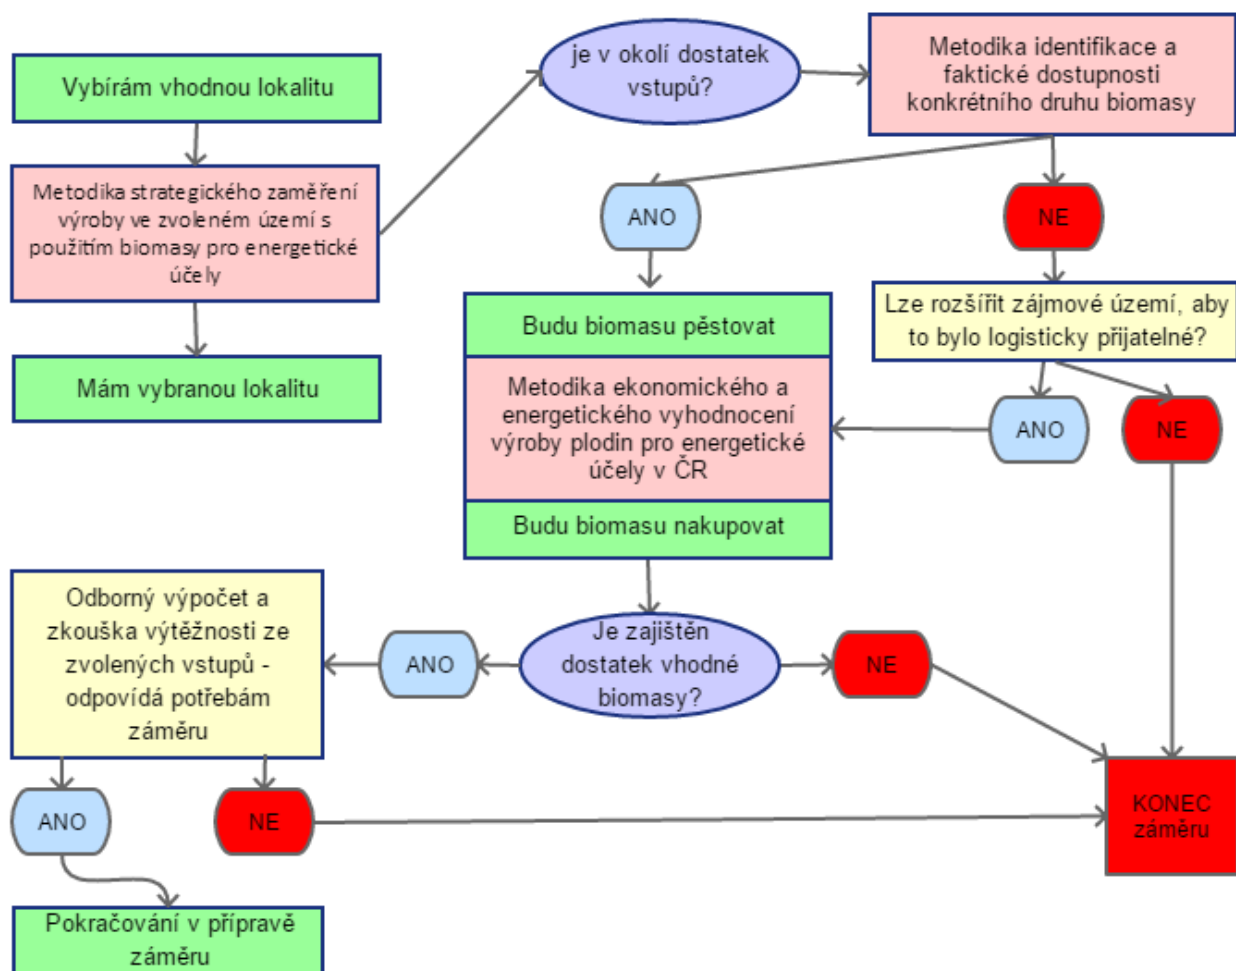 Vybírám vhodnou lokalitu
Metodika strategického zaměření
výroby ve zvoleném území s
použitím biomasy pro energetické
účely
Mám vybranou lokalitu
je v okolí dostatek
vstupů?
Metodika identifikace a
faktické dostupnosti
konkrétního druhu biomasy
ANO
NE
Lze rozšířit zájmové území, aby
to bylo logisticky přijatelné?
ANO
NE
Budu biomasu pěstovat
Metodika ekonomického a
energetického vyhodnocení
výroby plodin pro energetické
účely v ČR
Budu biomasu nakupovat
Je zajištěn
dostatek vhodné
biomasy?
ANO
NE
Odborný výpočet a
zkouška výtěžnosti ze
zvolených vstupů -
odpovídá potřebám
záměru
ANO
NE
KONEC
záměru
Pokračování v přípravě
záměru